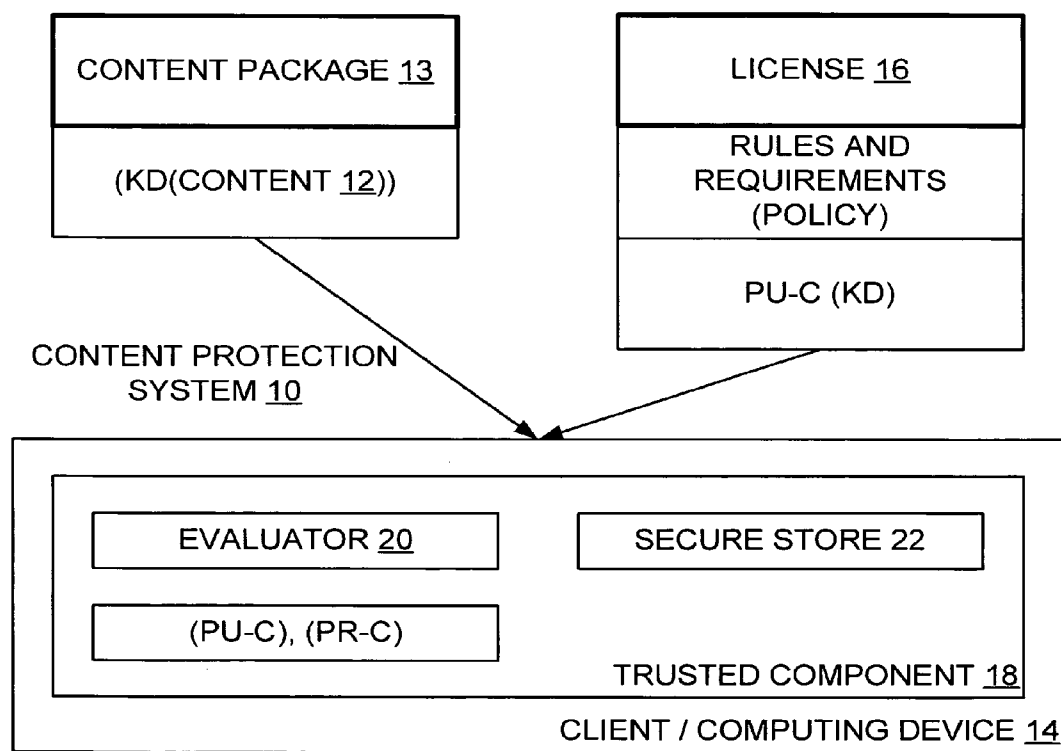 CONTENT PACKAGE 13
(KD(CONTENT 12))
LICENSE 16
RULES AND
REQUIREMENTS
(POLICY)
PU-C (KD)
CONTENT PROTECTION
SYSTEM 10
EVALUATOR 20
SECURE STORE 22
(PU-C), (PR-C)
TRUSTED COMPONENT 18
CLIENT / COMPUTING DEVICE 14